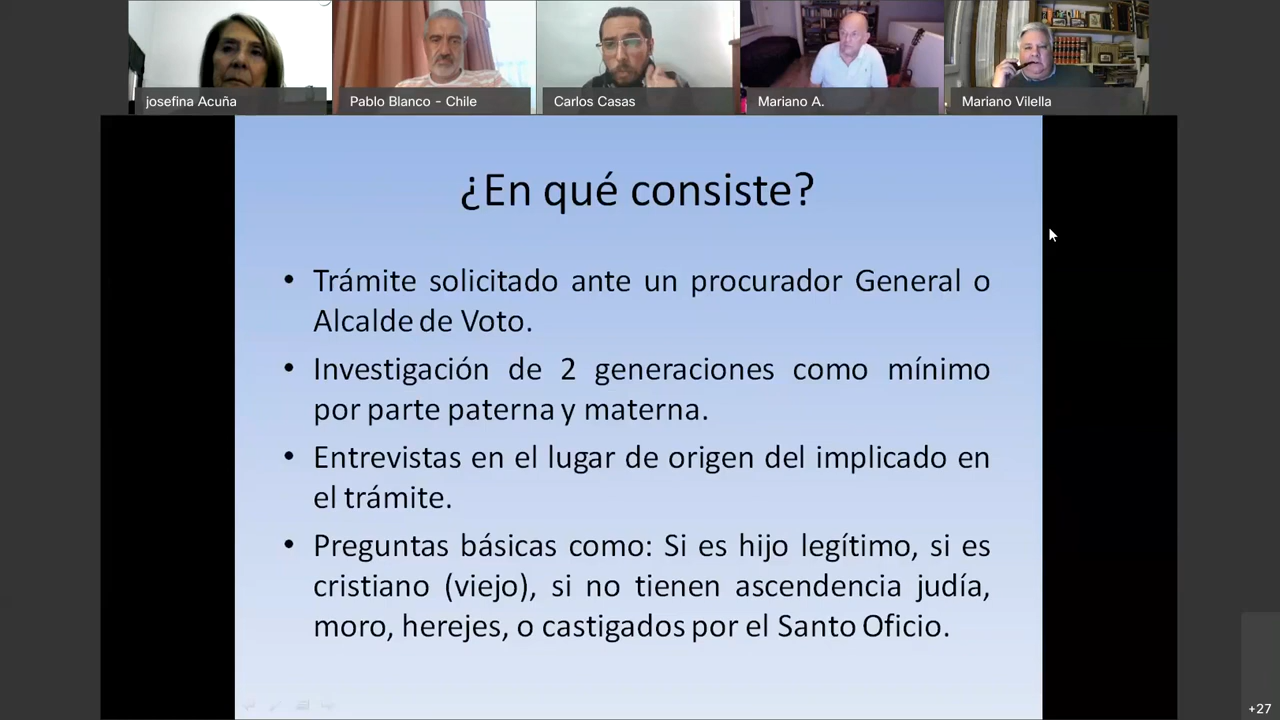 josefina Acuña
Pablo Blanco - Chile
Carlos Casas
Mariano A.
Mariano Vilella
¿En qué consiste?
• Trámite solicitado ante un procurador General o
Alcalde de Voto.
• Investigación de 2 generaciones como mínimo
por parte paterna y materna.
• Entrevistas en el lugar de origen del implicado en
el trámite.
• Preguntas básicas como: Si es hijo legítimo, si es
cristiano (viejo), si no tienen ascendencia judía,
moro, herejes, o castigados por el Santo Oficio.
+27